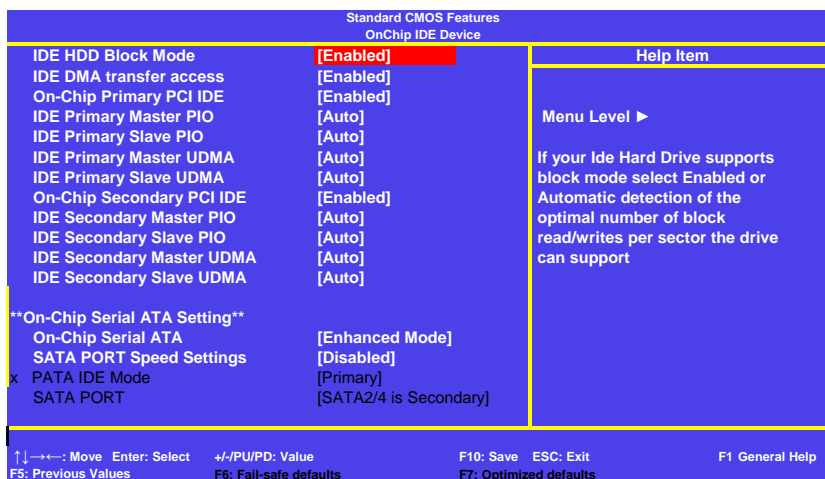 Standard CMOS Features
OnChip IDE Device
IDE HDD Block Mode [Enabled]
IDE DMA transfer access [Enabled]
On-Chip Primary PCI IDE [Enabled]
IDE Primary Master PIO [Auto]
IDE Primary Slave PIO [Auto]
IDE Primary Master UDMA [Auto]
IDE Primary Slave UDMA [Auto]
On-Chip Secondary PCI IDE [Enabled]
IDE Secondary Master PIO [Auto]
IDE Secondary Slave PIO [Auto]
IDE Secondary Master UDMA [Auto]
IDE Secondary Slave UDMA [Auto]
**On-Chip Serial ATA Setting**
On-Chip Serial ATA [Enhanced Mode]
SATA PORT Speed Settings [Disabled]
x PATA IDE Mode [Primary]
SATA PORT [SATA2/4 is Secondary]
Help Item
Menu Level ►
If your Ide Hard Drive supports
block mode select Enabled or
Automatic detection of the
optimal number of block
read/writes per sector the drive
can support
↑↓→←: Move Enter: Select +/-/PU/PD: Value F10: Save ESC: Exit F1 General Help
F5: Previous Values F6: Fail-safe defaults F7: Optimized defaults